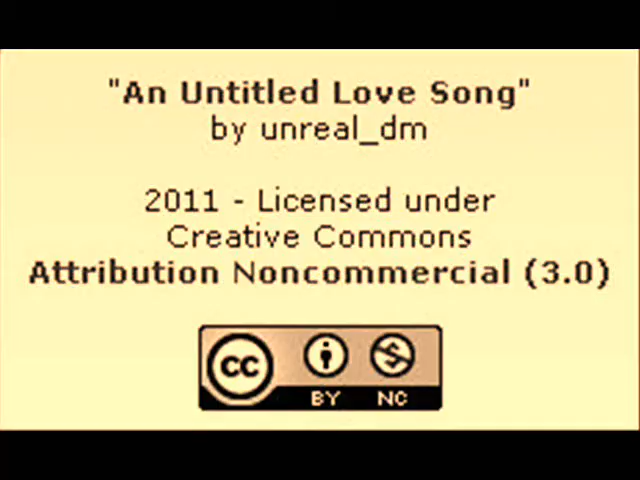 "An Untitled Love Song"
by unreal_dm
2011 - Licensed under
Creative Commons
Attribution Noncommercial (3.0)
cc
BY NC